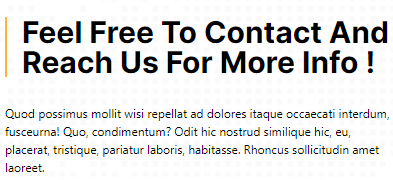 Feel Free To Contact And
Reach Us For More Info !
Quod possimus mollit wisi repellat ad dolores itaque occaecati interdum,
fusceurna! Quo, condimentum? Odit hic nostrud similique hic, eu,
placerat, tristique, pariatur laboris, habitasse. Rhoncus sollicitudin amet
laoreet.